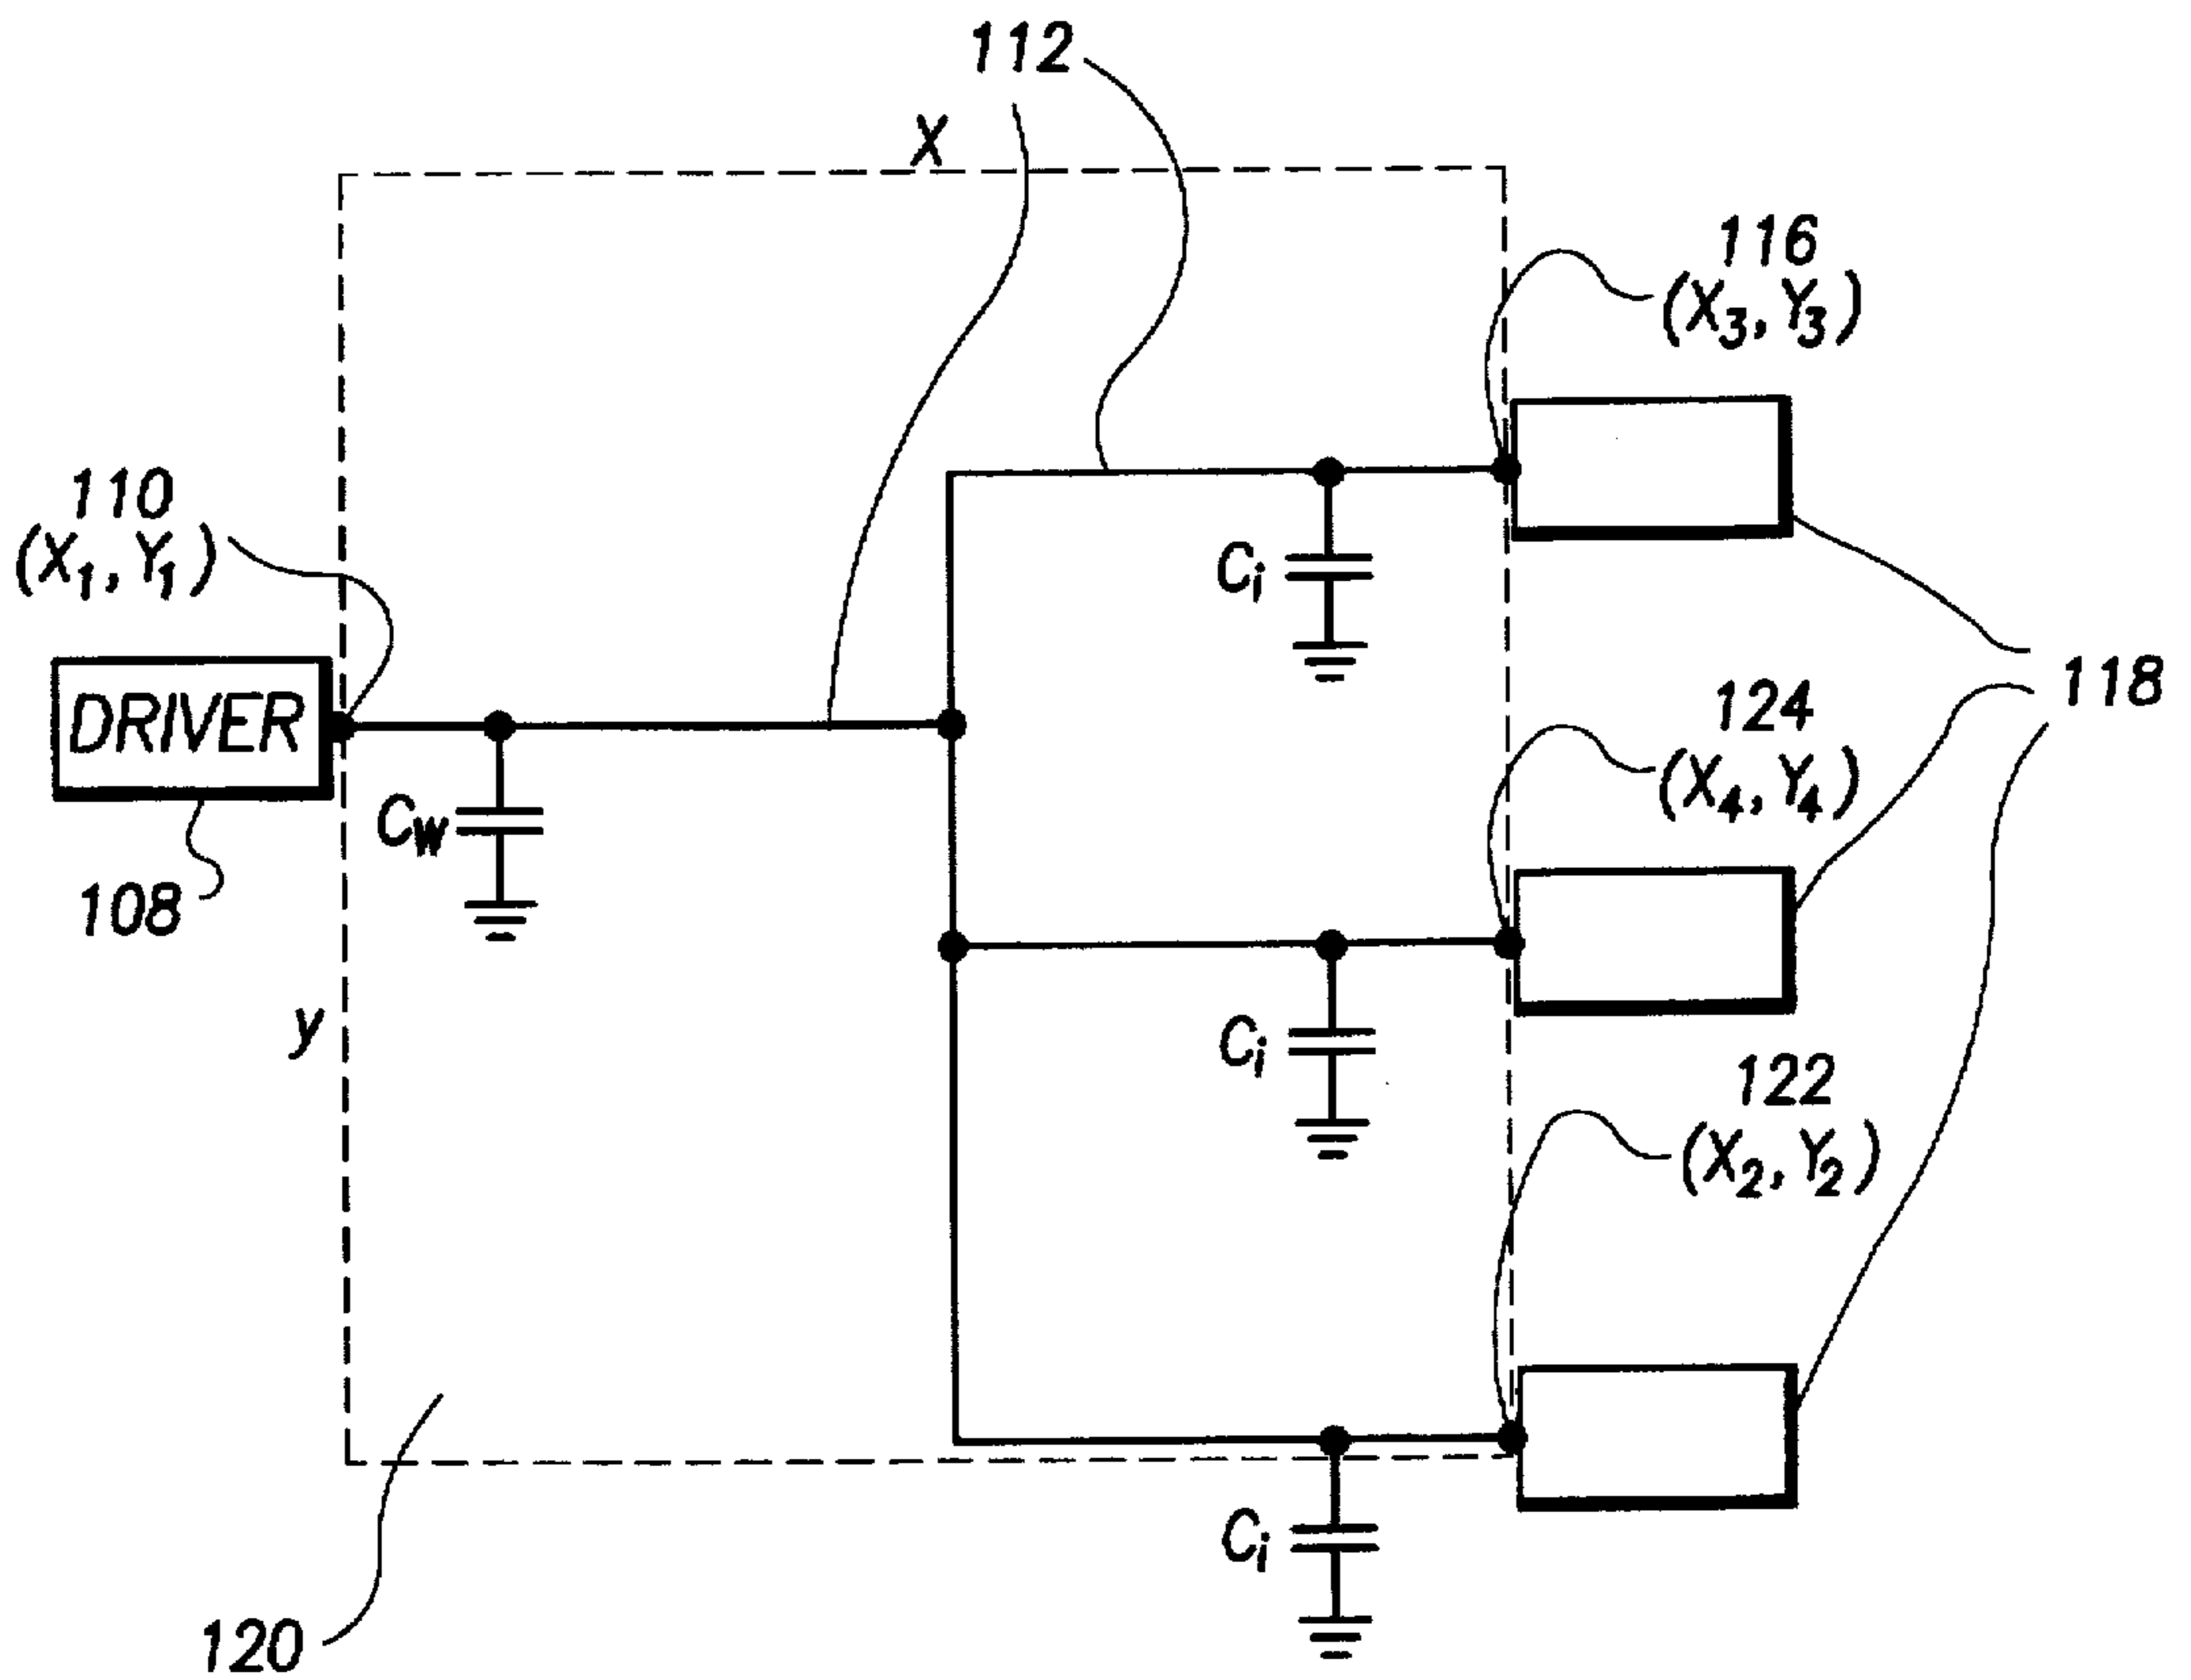 112
X
116
(X3, Y3)
110
(X1, Y1)
Ci
DRIVER
118
124
(X4, Y4)
CW
108
y
Ci
122
(X2, Y2)
Ci
120